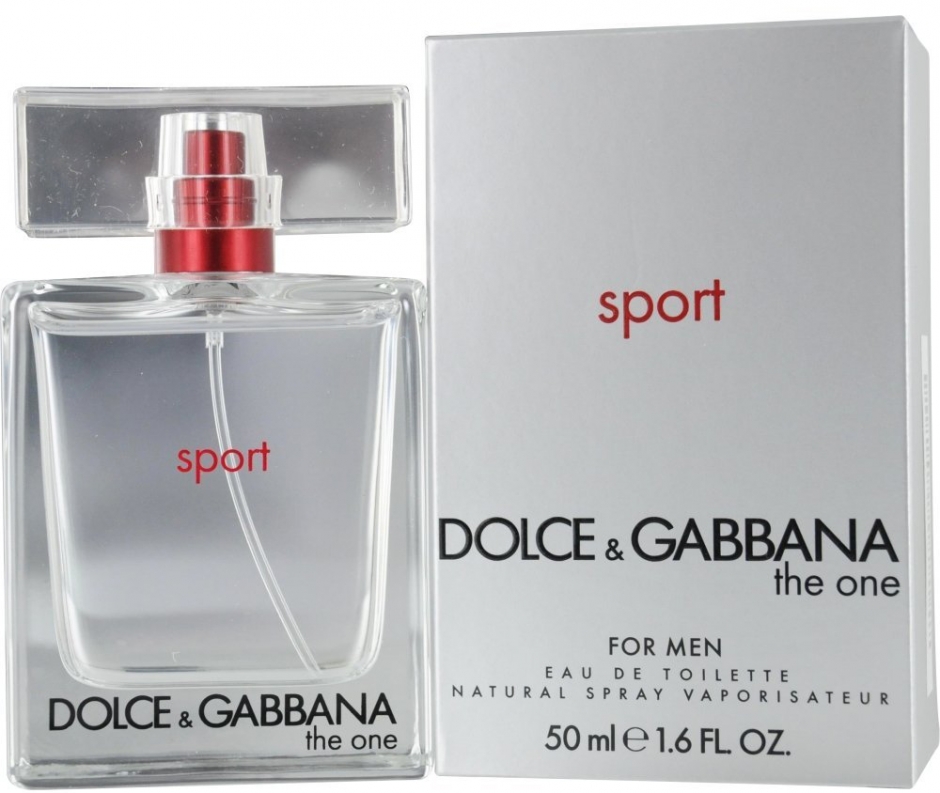 sport
DOLCE & GABBANA
the one
sport
DOLCE & GABBANA
the one
FOR MEN
EAU DE TOILETTE
NATURAL SPRAY VAPORISATEUR
50 ml e 1.6 FL. OZ.